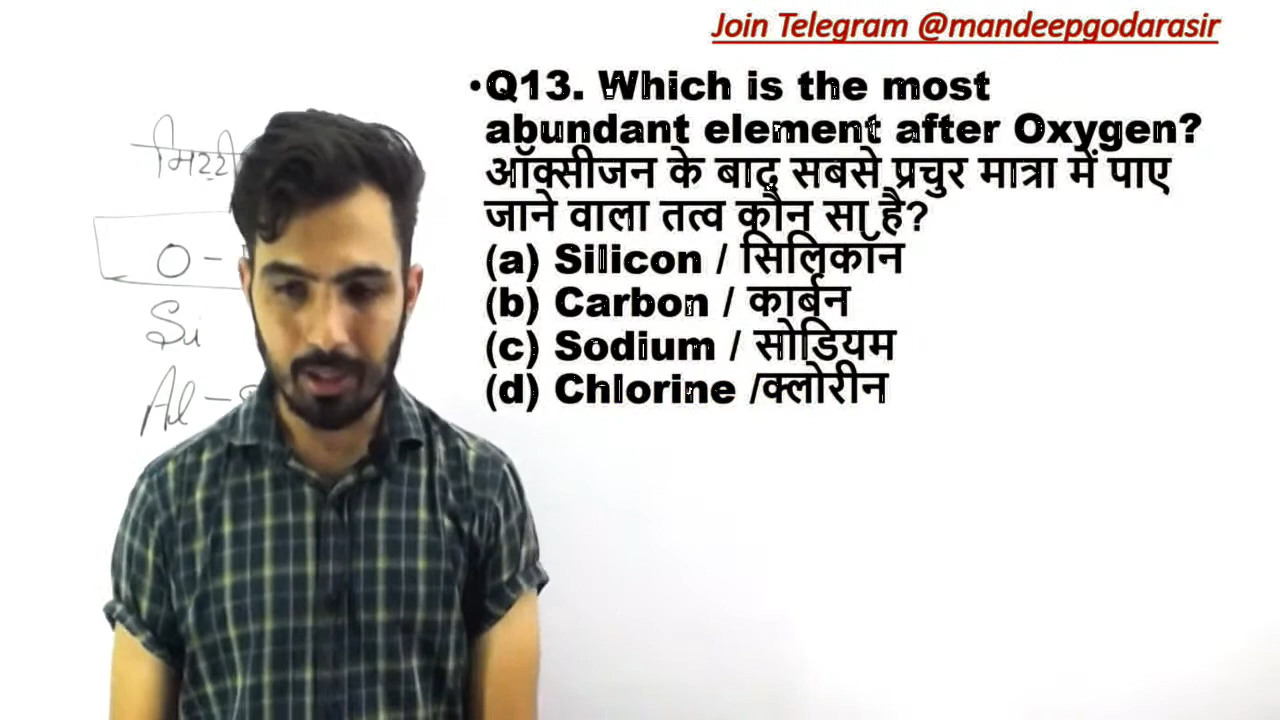 Join Telegram @mandeepgodarasir
•Q13. Which is the most
abundant element after Oxygen?
ऑक्सीजन के बाद सबसे प्रचुर मात्रा में पाए
जाने वाला तत्व कौन सा है?
(a) Silicon / सिलिकॉन
(b) Carbon / कार्बन
(c) Sodium / सोडियम
(d) Chlorine /क्लोरीन
O –
Si
Al –